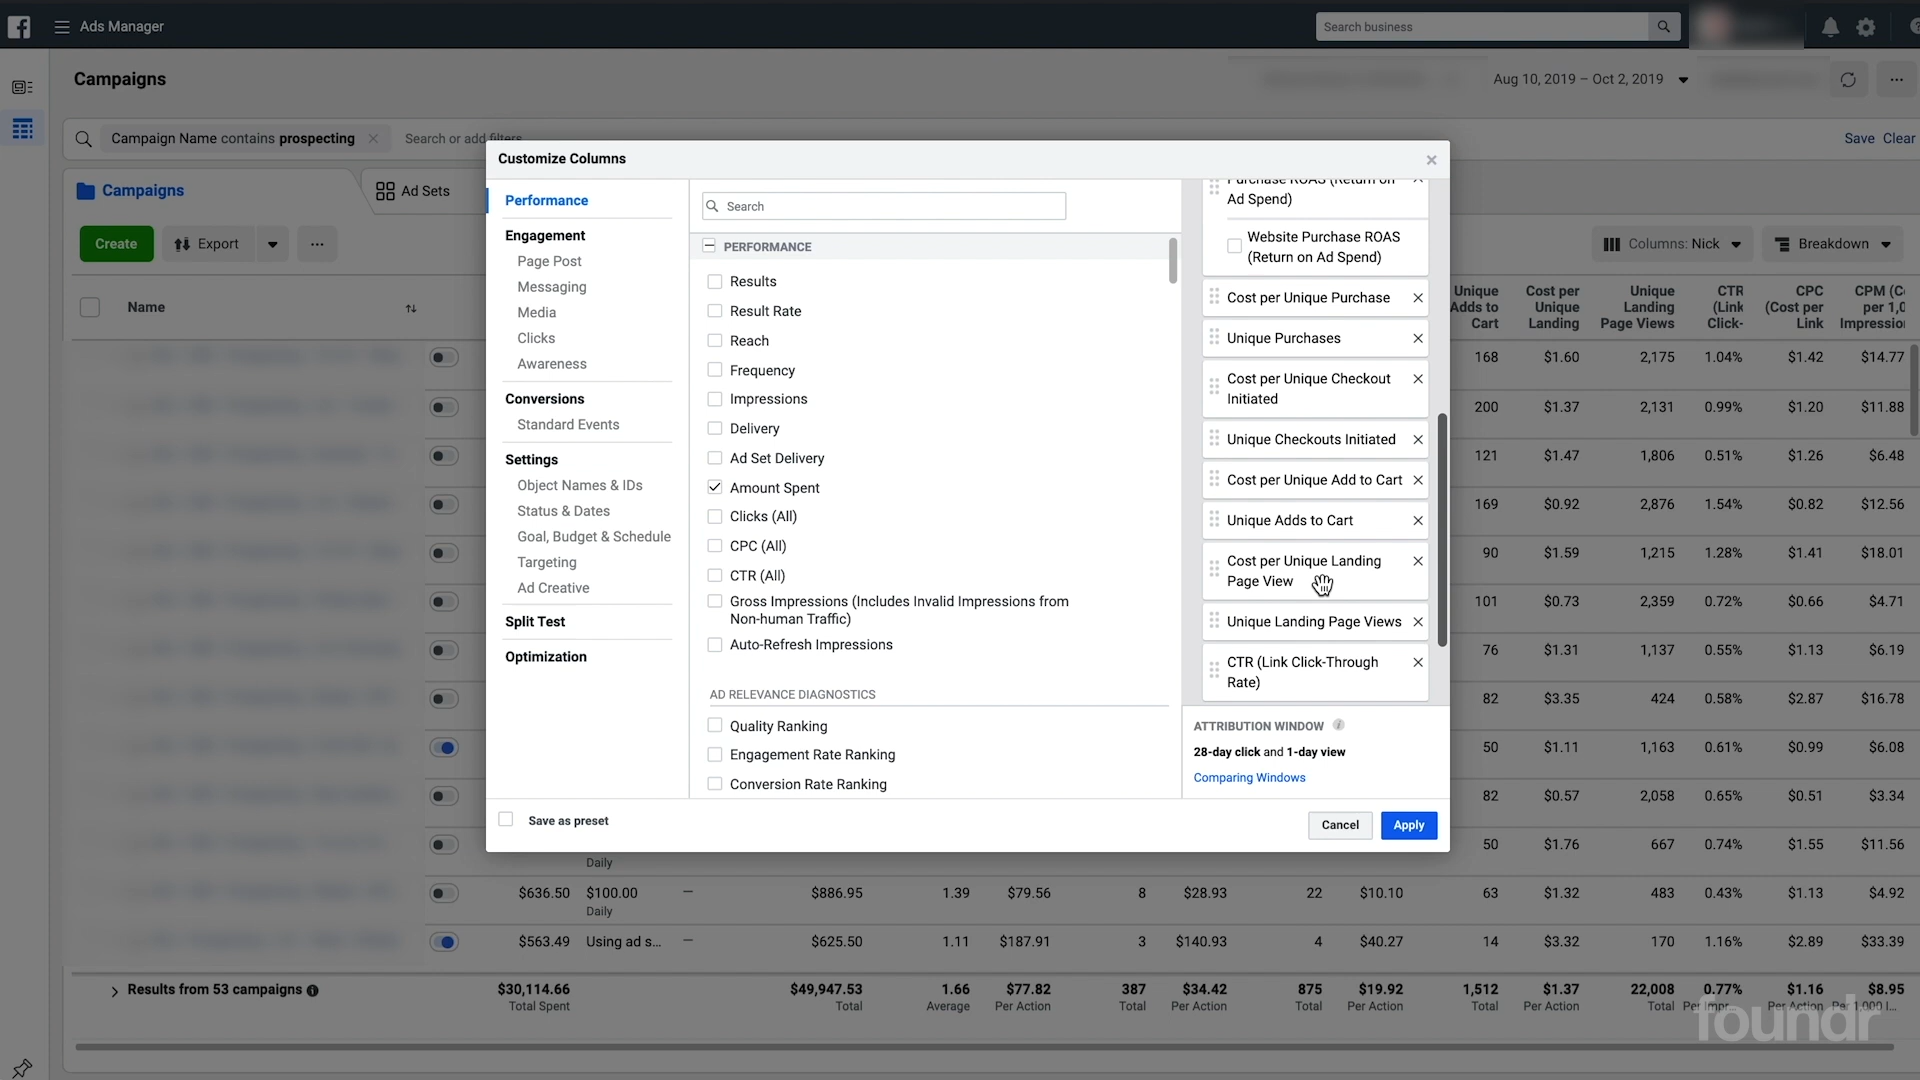 Ads Manager
Search business
Campaigns
Aug 10, 2019 – Oct 2, 2019
Campaign Name contains prospecting
Search or add filters
Save Clear
Campaigns
Ad Sets
Create
Export
Columns: Nick
Breakdown
Name
Unique Adds to Cart
Cost per Unique Landing
Unique Landing Page Views
CTR (Link Click-
CPC (Cost per Link
CPM (C
per 1,0
Impression
Customize Columns
Performance
Engagement
Page Post
Messaging
Media
Clicks
Awareness
Conversions
Standard Events
Settings
Object Names & IDs
Status & Dates
Goal, Budget & Schedule
Targeting
Ad Creative
Split Test
Optimization
Search
PERFORMANCE
Results
Result Rate
Reach
Frequency
Impressions
Delivery
Ad Set Delivery
Amount Spent
Clicks (All)
CPC (All)
CTR (All)
Gross Impressions (Includes Invalid Impressions from
Non-human Traffic)
Auto-Refresh Impressions
AD RELEVANCE DIAGNOSTICS
Quality Ranking
Engagement Rate Ranking
Conversion Rate Ranking
Purchase ROAS (Return on
Ad Spend)
Website Purchase ROAS
(Return on Ad Spend)
Cost per Unique Purchase
Unique Purchases
Cost per Unique Checkout
Initiated
Unique Checkouts Initiated
Cost per Unique Add to Cart
Unique Adds to Cart
Cost per Unique Landing
Page View
Unique Landing Page Views
CTR (Link Click-Through
Rate)
ATTRIBUTION WINDOW
28-day click and 1-day view
Comparing Windows
Save as preset
Cancel
Apply
168 $1.60 2,175 1.04% $1.42 $14.77
200 $1.37 2,131 0.99% $1.20 $11.88
121 $1.47 1,806 0.51% $1.26 $6.48
169 $0.92 2,876 1.54% $0.82 $12.56
90 $1.59 1,215 1.28% $1.41 $18.01
101 $0.73 2,359 0.72% $0.66 $4.71
76 $1.31 1,137 0.55% $1.13 $6.19
82 $3.35 424 0.58% $2.87 $16.78
50 $1.11 1,163 0.61% $0.99 $6.08
82 $0.57 2,058 0.65% $0.51 $3.34
50 $1.76 667 0.74% $1.55 $11.56
Daily
$636.50 $100.00 — $886.95 1.39 $79.56 8 $28.93 22 $10.10 63 $1.32 483 0.43% $1.13 $4.92
Daily
$563.49 Using ad s... — $625.50 1.11 $187.91 3 $140.93 4 $40.27 14 $3.32 170 1.16% $2.89 $33.39
Results from 53 campaigns $30,114.66 $49,947.53 1.66 $77.82 387 $34.42 875 $19.92 1,512 $1.37 22,008 0.77% $1.16 $8.95
Total Spent Total Average Per Action Total Per Action Total Per Action Total Per Action Total Per Impr... Per Action Per 1,000 I...
foundr